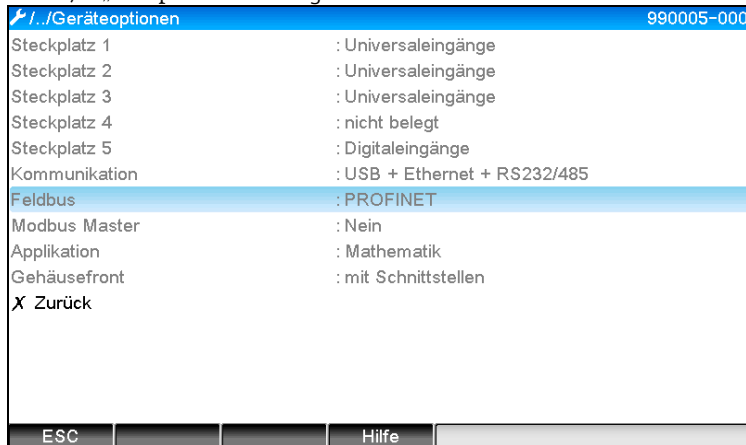 /../Geräteoptionen 990005-000
Steckplatz 1 : Universaleingänge
Steckplatz 2 : Universaleingänge
Steckplatz 3 : Universaleingänge
Steckplatz 4 : nicht belegt
Steckplatz 5 : Digitaleingänge
Kommunikation : USB + Ethernet + RS232/485
Feldbus : PROFINET
Modbus Master : Nein
Applikation : Mathematik
Gehäusefront : mit Schnittstellen
X Zurück
ESC Hilfe